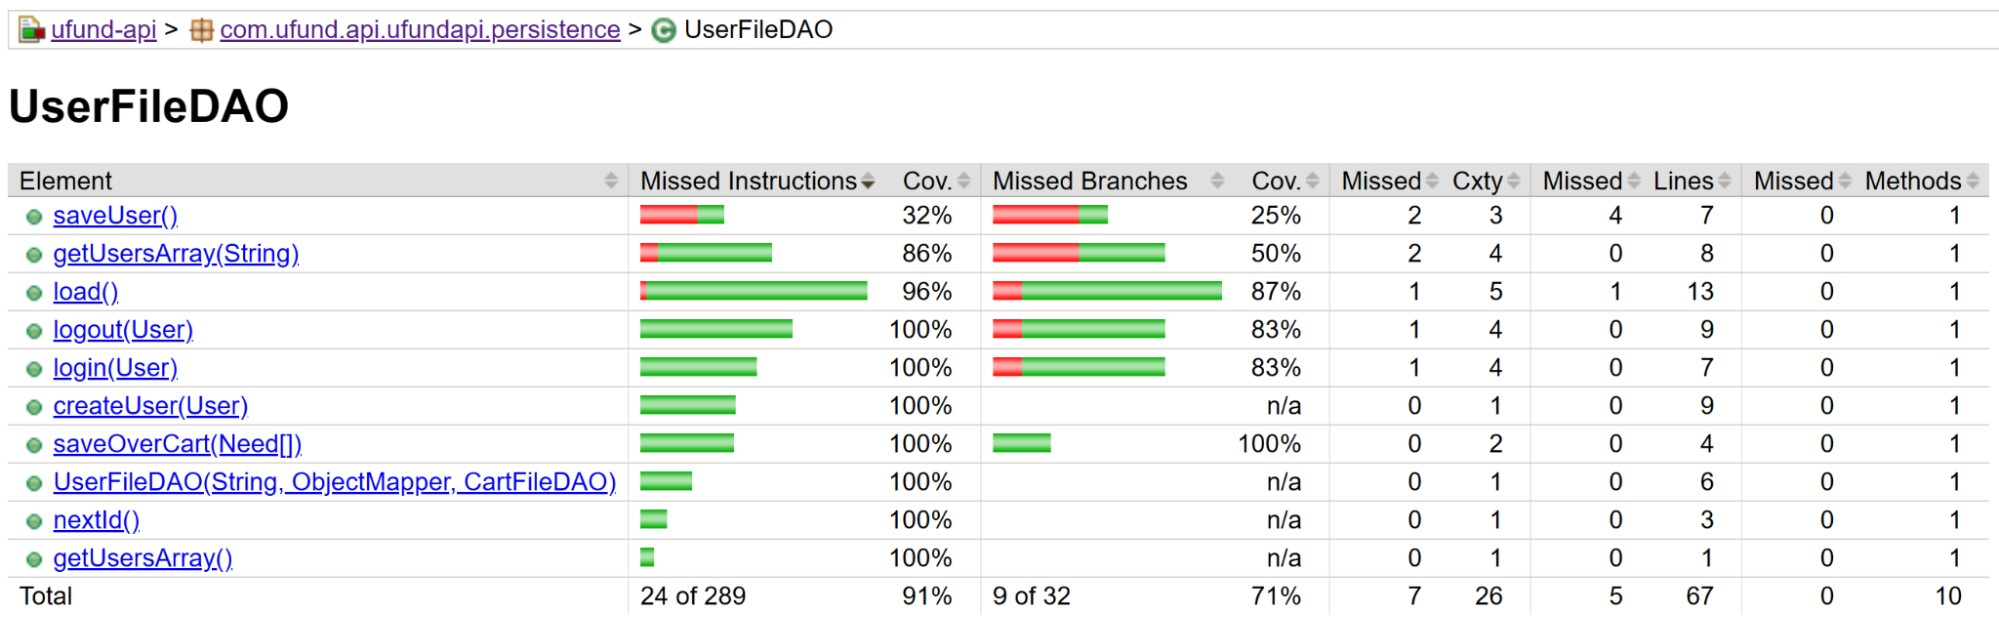 ufund-api > com.ufund.api.ufundapi.persistence > UserFileDAO
UserFileDAO
Element Missed Instructions Cov. Missed Branches Cov. Missed Cxty Missed Lines Missed Methods
saveUser() 32% 25% 2 3 4 7 0 1
getUsersArray(String) 86% 50% 2 4 0 8 0 1
load() 96% 87% 1 5 1 13 0 1
logout(User) 100% 83% 1 4 0 9 0 1
login(User) 100% 83% 1 4 0 7 0 1
createUser(User) 100% n/a 0 1 0 9 0 1
saveOverCart(Need[]) 100% 100% 0 2 0 4 0 1
UserFileDAO(String, ObjectMapper, CartFileDAO) 100% n/a 0 1 0 6 0 1
nextId() 100% n/a 0 1 0 3 0 1
getUsersArray() 100% n/a 0 1 0 1 0 1
Total 24 of 289 91% 9 of 32 71% 7 26 5 67 0 10